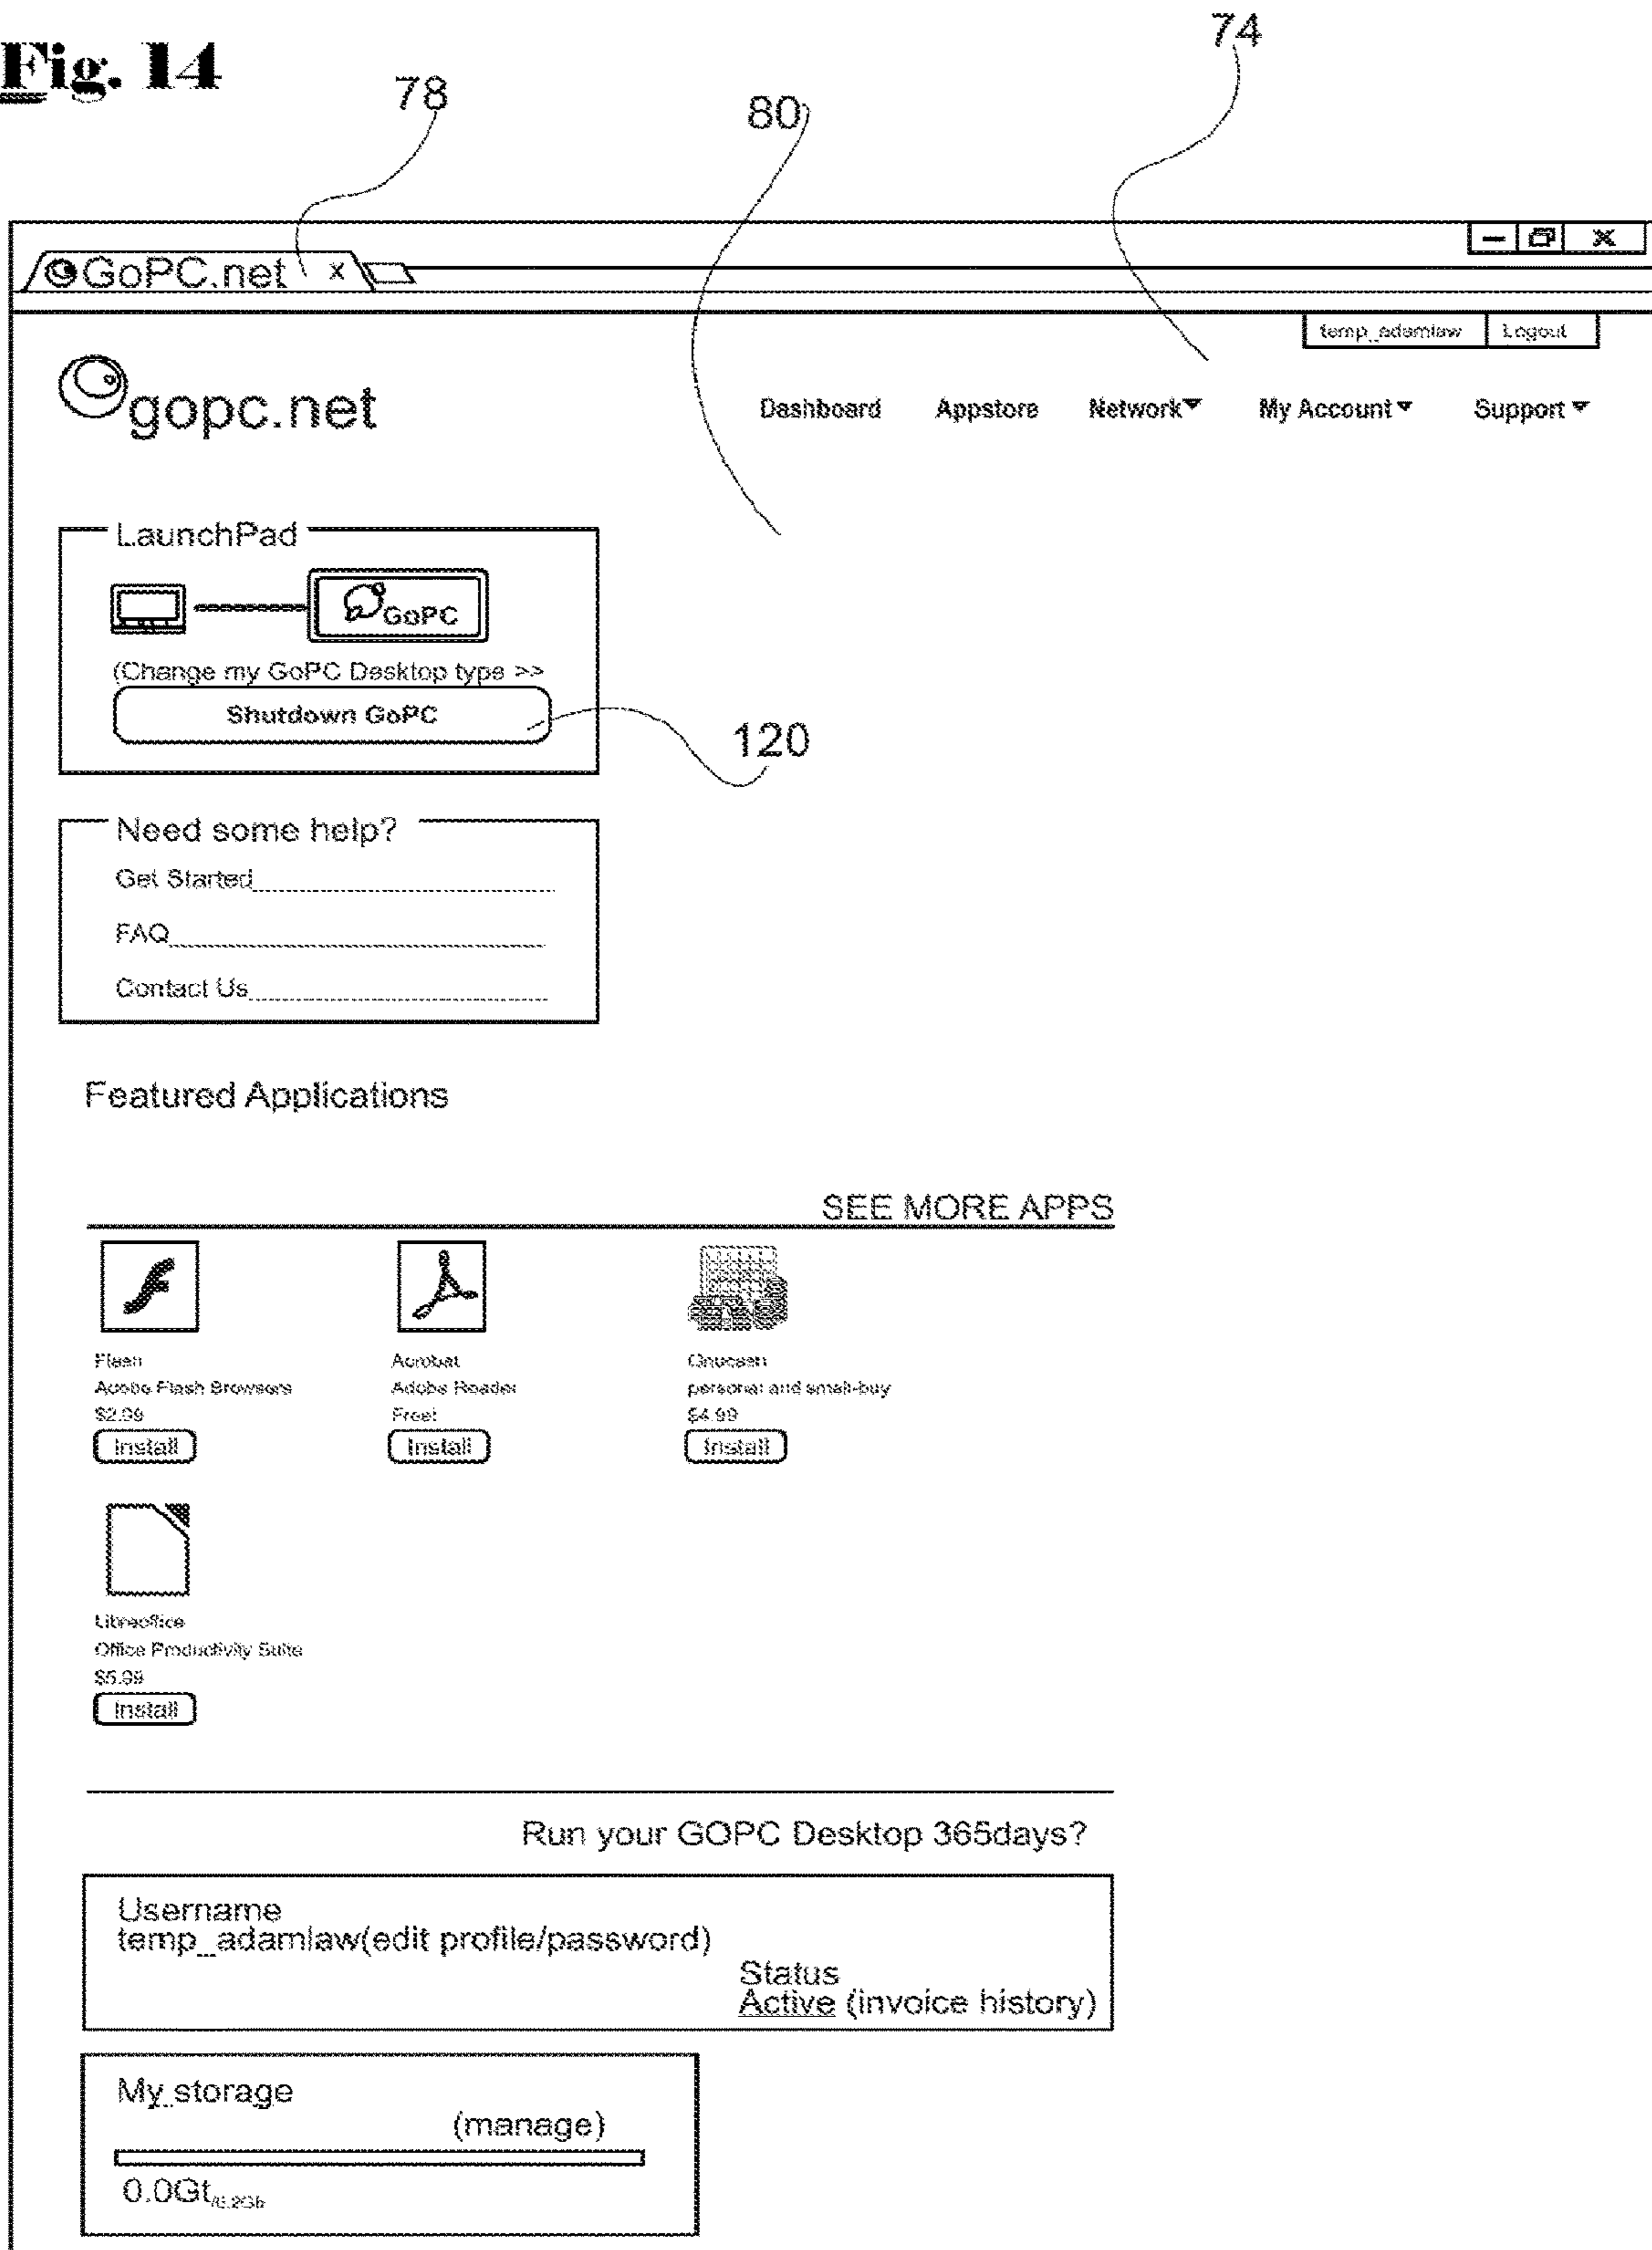 Fig. 14
78
80
74
GoPC.net x
temp_adamlaw Logout
gopc.net
Dashboard Appstore Network My Account Support
LaunchPad
GoPC
(Change my GoPC Desktop type >>
Shutdown GoPC
120
Need some help?
Get Started
FAQ
Contact Us
Featured Applications
SEE MORE APPS
Flash Acrobat Gnucash
Adobe Flash Browsers Adobe Reader personal and small-buy
$2.99 Free! $4.99
Install Install Install
Libreoffice
Office Productivity Suite
$5.99
Install
Run your GOPC Desktop 365days?
Username
temp_adamlaw(edit profile/password)
Status
Active (invoice history)
My storage
(manage)
0.0Gt